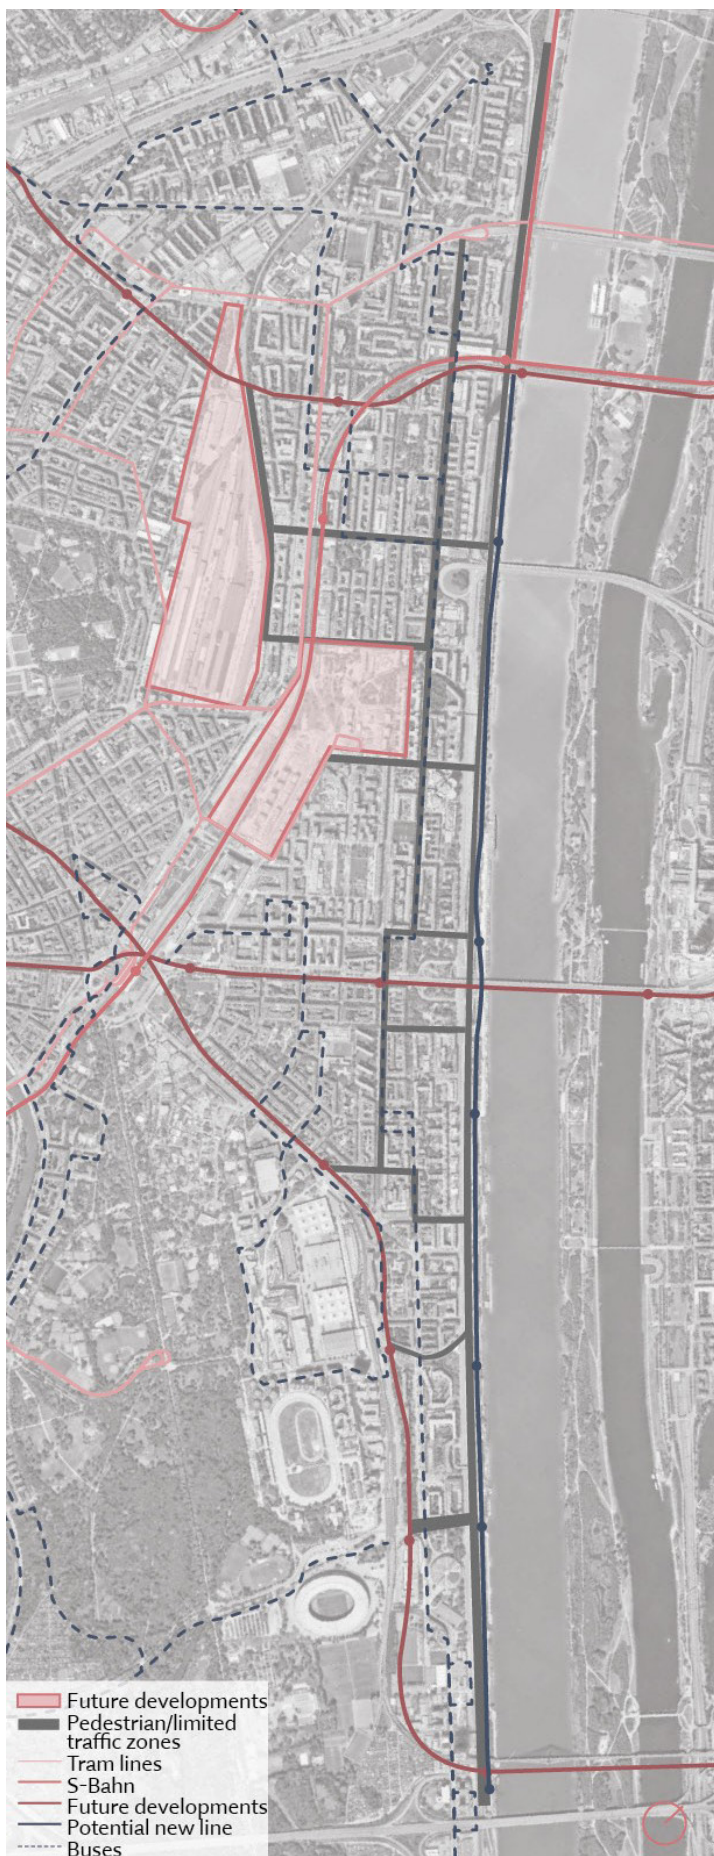 Future developments
Pedestrian/limited
traffic zones
Tram lines
S-Bahn
Future developments
Potential new line
Buses